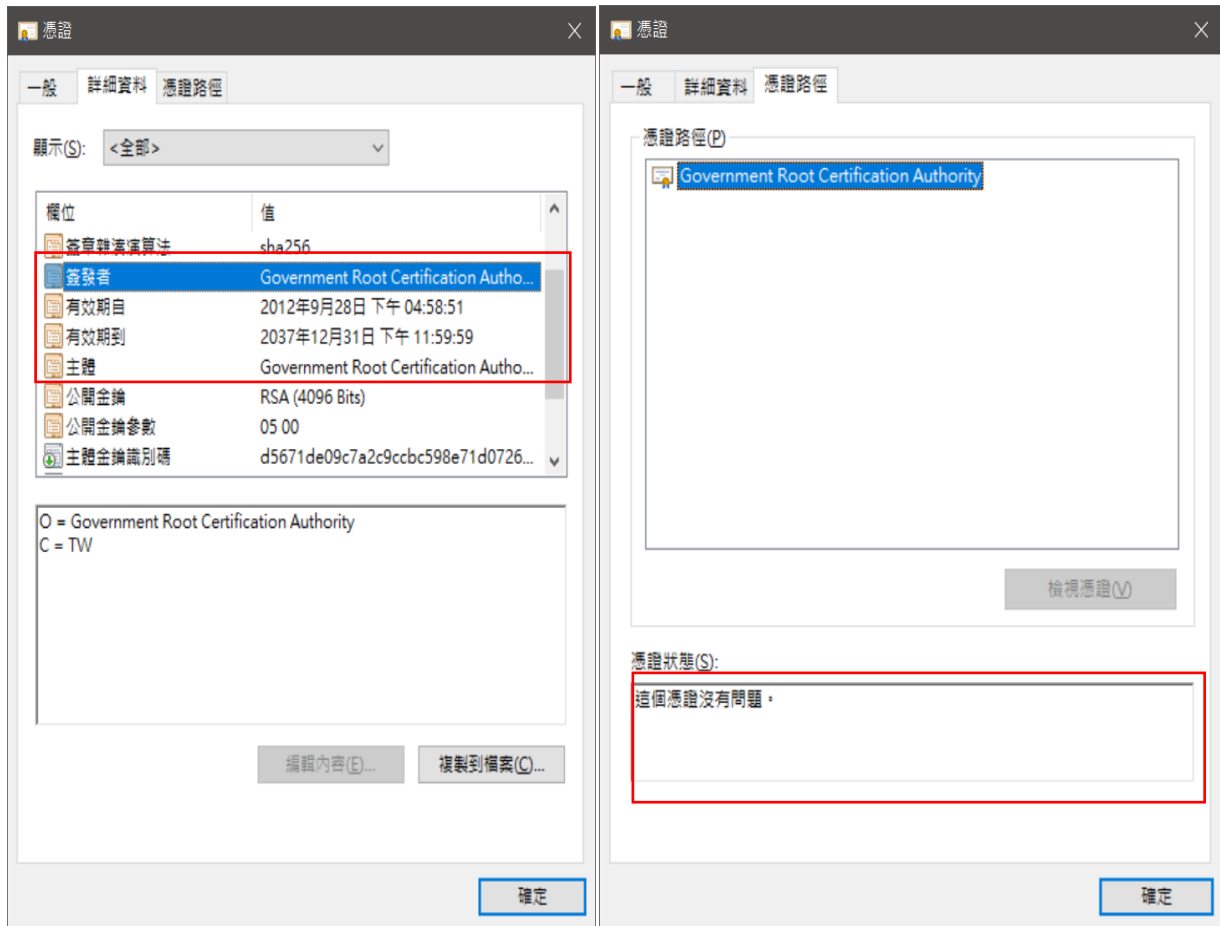 憑證
一般 詳細資料 憑證路徑
顯示(S): <全部>
欄位 值
簽章雜湊演算法 sha256
簽發者 Government Root Certification Autho...
有效期自 2012年9月28日 下午 04:58:51
有效期到 2037年12月31日 下午 11:59:59
主體 Government Root Certification Autho...
公開金鑰 RSA (4096 Bits)
公開金鑰參數 05 00
主體金鑰識別碼 d5671de09c7a2c9ccbc598e71d0726...
O = Government Root Certification Authority
C = TW
編輯內容(E)... 複製到檔案(C)...
確定
憑證
一般 詳細資料 憑證路徑
憑證路徑(P)
Government Root Certification Authority
檢視憑證(V)
憑證狀態(S):
這個憑證沒有問題。
確定